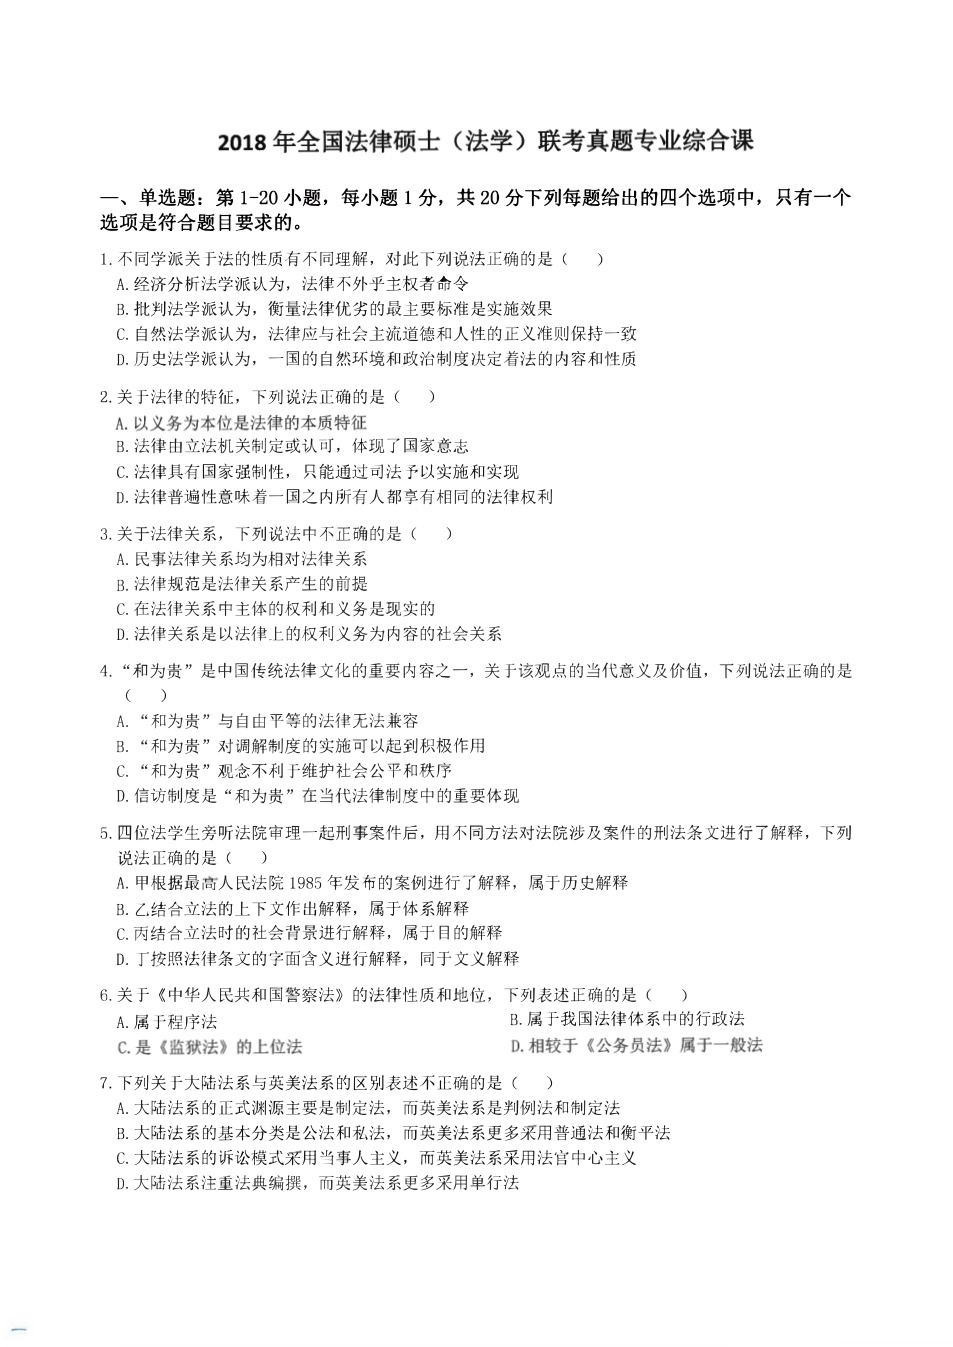 2018 年全国法律硕士（法学）联考真题专业综合课
一、单选题：第 1-20 小题，每小题 1 分，共 20 分下列每题给出的四个选项中，只有一个
选项是符合题目要求的。
1. 不同学派关于法的性质有不同理解，对此下列说法正确的是（　）
A. 经济分析法学派认为，法律不外乎主权者命令
B. 批判法学派认为，衡量法律优劣的最主要标准是实施效果
C. 自然法学派认为，法律应与社会主流道德和人性的正义准则保持一致
D. 历史法学派认为，一国的自然环境和政治制度决定着法的内容和性质
2. 关于法律的特征，下列说法正确的是（　）
A. 以义务为本位是法律的本质特征
B. 法律由立法机关制定或认可，体现了国家意志
C. 法律具有国家强制性，只能通过司法予以实施和实现
D. 法律普遍性意味着一国之内所有人都享有相同的法律权利
3. 关于法律关系，下列说法中不正确的是（　）
A. 民事法律关系均为相对法律关系
B. 法律规范是法律关系产生的前提
C. 在法律关系中主体的权利和义务是现实的
D. 法律关系是以法律上的权利义务为内容的社会关系
4. “和为贵”是中国传统法律文化的重要内容之一，关于该观点的当代意义及价值，下列说法正确的是
（　）
A. “和为贵”与自由平等的法律无法兼容
B. “和为贵”对调解制度的实施可以起到积极作用
C. “和为贵”观念不利于维护社会公平和秩序
D. 信访制度是“和为贵”在当代法律制度中的重要体现
5. 四位法学生旁听法院审理一起刑事案件后，用不同方法对法院涉及案件的刑法条文进行了解释，下列
说法正确的是（　）
A. 甲根据最高人民法院 1985 年发布的案例进行了解释，属于历史解释
B. 乙结合立法的上下文作出解释，属于体系解释
C. 丙结合立法时的社会背景进行解释，属于目的解释
D. 丁按照法律条文的字面含义进行解释，同于文义解释
6. 关于《中华人民共和国警察法》的法律性质和地位，下列表述正确的是（　）
A. 属于程序法　B. 属于我国法律体系中的行政法
C. 是《监狱法》的上位法　D. 相较于《公务员法》属于一般法
7. 下列关于大陆法系与英美法系的区别表述不正确的是（　）
A. 大陆法系的正式渊源主要是制定法，而英美法系是判例法和制定法
B. 大陆法系的基本分类是公法和私法，而英美法系更多采用普通法和衡平法
C. 大陆法系的诉讼模式采用当事人主义，而英美法系采用法官中心主义
D. 大陆法系注重法典编撰，而英美法系更多采用单行法